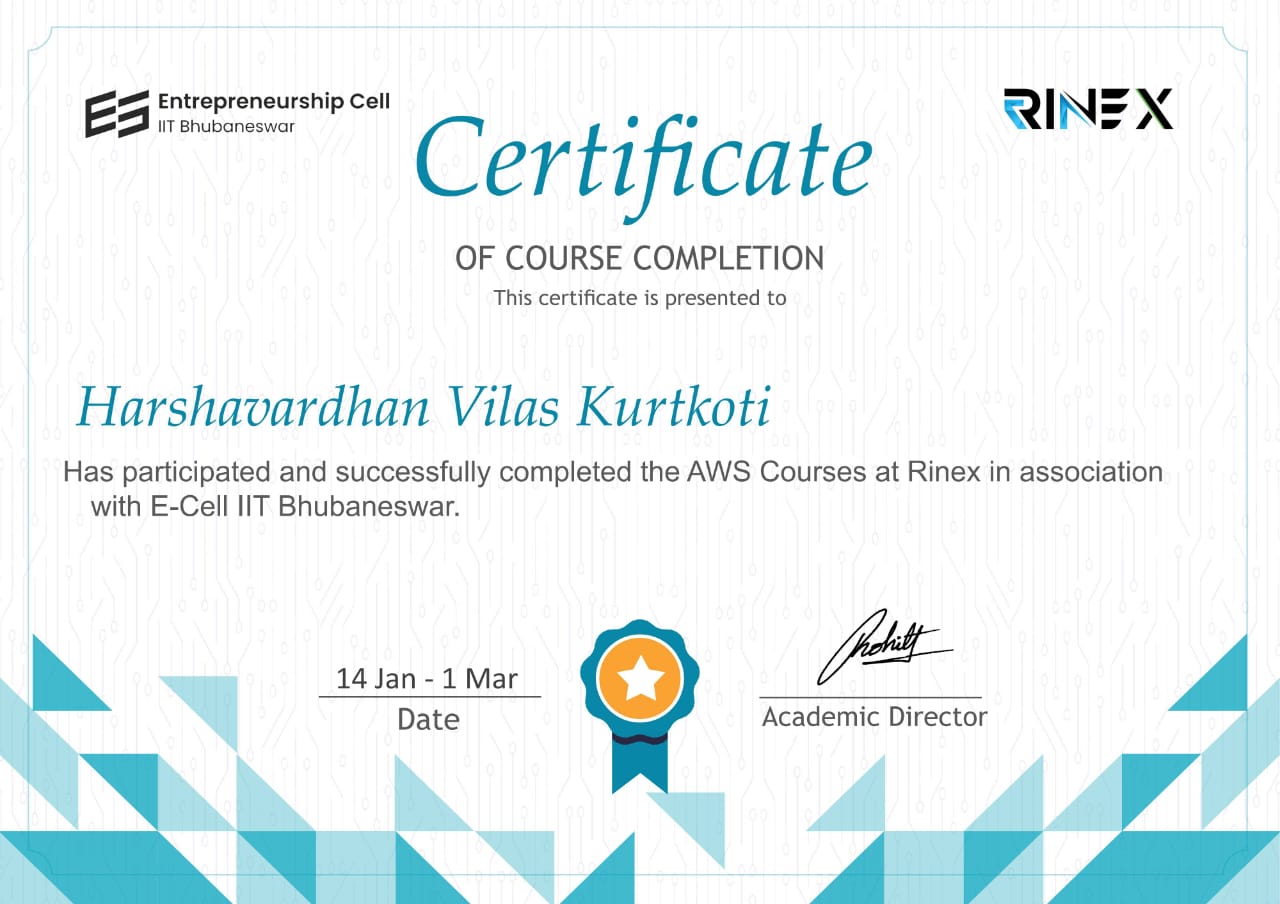 Entrepreneurship Cell
IIT Bhubaneswar
RINEX
Certificate
OF COURSE COMPLETION
This certificate is presented to
Harshavardhan Vilas Kurtkoti
Has participated and successfully completed the AWS Courses at Rinex in association
with E-Cell IIT Bhubaneswar.
14 Jan - 1 Mar
Date
Academic Director